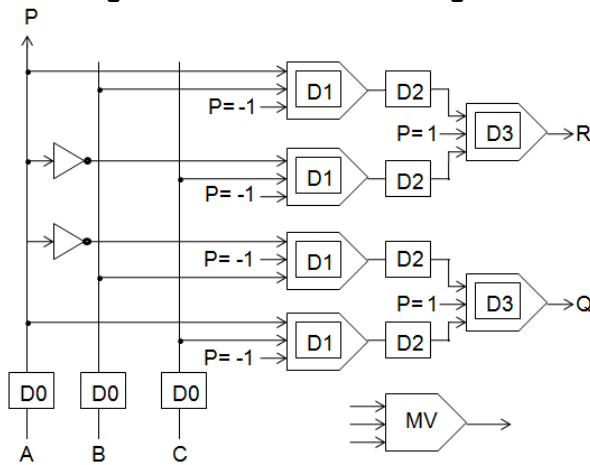 P
D1
D2
P= -1
P= 1
D3
R
D1
D2
P= -1
D1
D2
P= -1
P= 1
D3
Q
D1
D2
P= -1
D0
D0
D0
MV
A
B
C